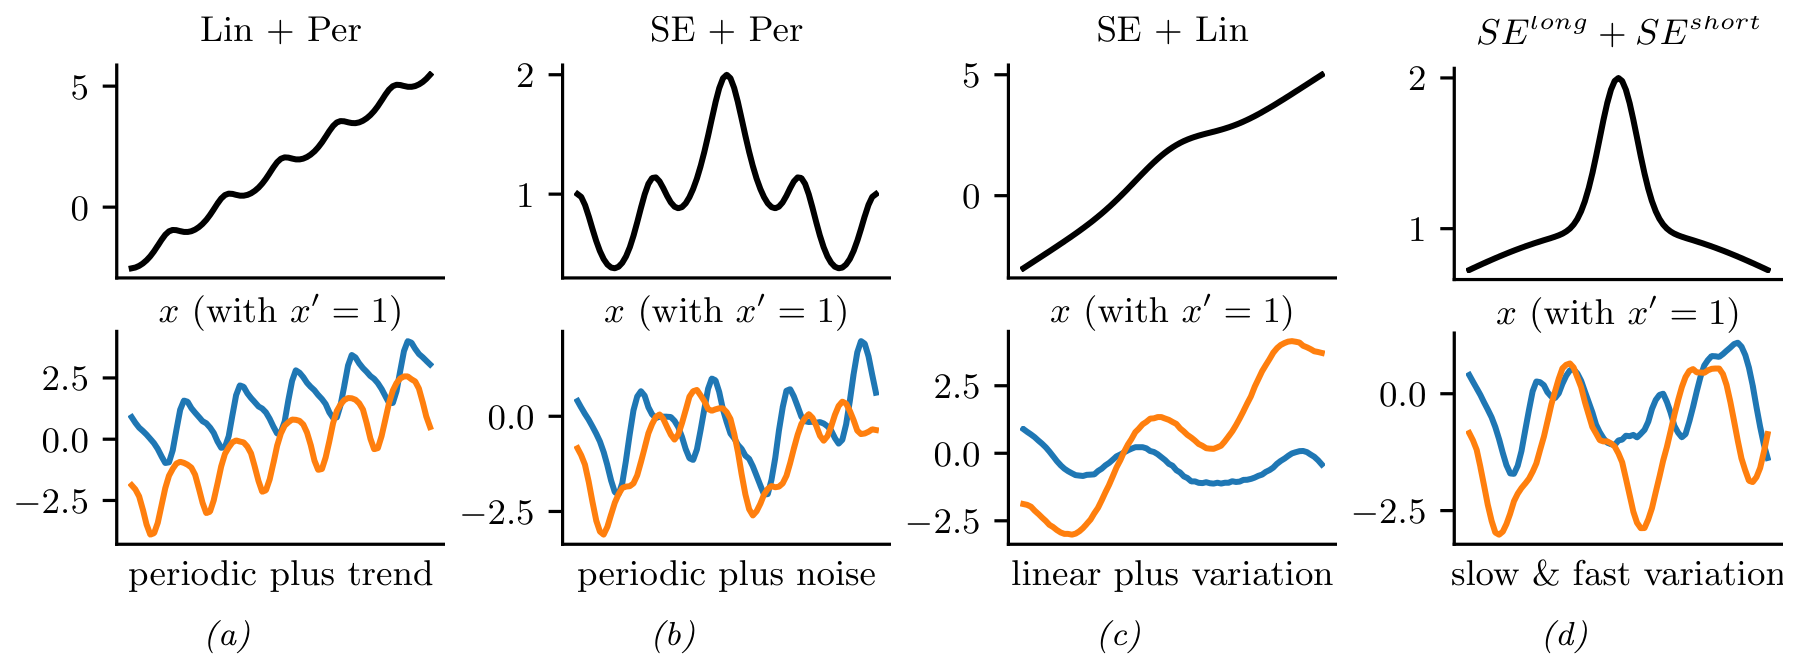 Lin + Per
SE + Per
SE + Lin
SE^{long} + SE^{short}
5
0
2
1
5
0
2
1
x (with x′ = 1)
x (with x′ = 1)
x (with x′ = 1)
x (with x′ = 1)
2.5
0.0
−2.5
0.0
−2.5
2.5
0.0
−2.5
0.0
−2.5
periodic plus trend
periodic plus noise
linear plus variation
slow & fast variation
(a)
(b)
(c)
(d)